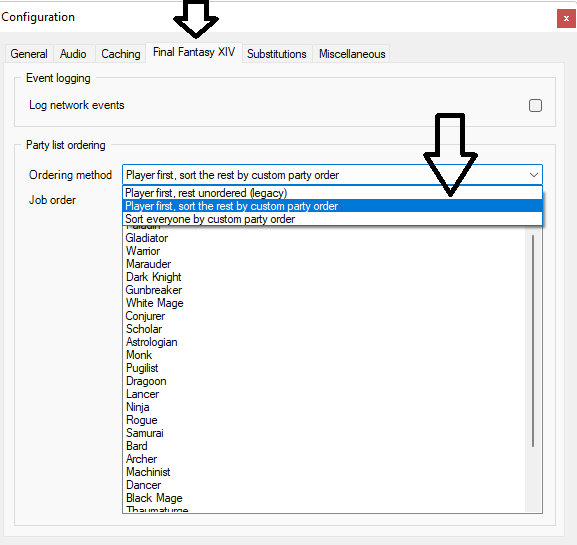 Configuration
x
General Audio Caching Final Fantasy XIV Substitutions Miscellaneous
Event logging
Log network events
Party list ordering
Ordering method Player first, sort the rest by custom party order
Player first, rest unordered (legacy)
Job order Player first, sort the rest by custom party order
Sort everyone by custom party order
Paladin
Gladiator
Warrior
Marauder
Dark Knight
Gunbreaker
White Mage
Conjurer
Scholar
Astrologian
Monk
Pugilist
Dragoon
Lancer
Ninja
Rogue
Samurai
Bard
Archer
Machinist
Dancer
Black Mage
Thaumaturge